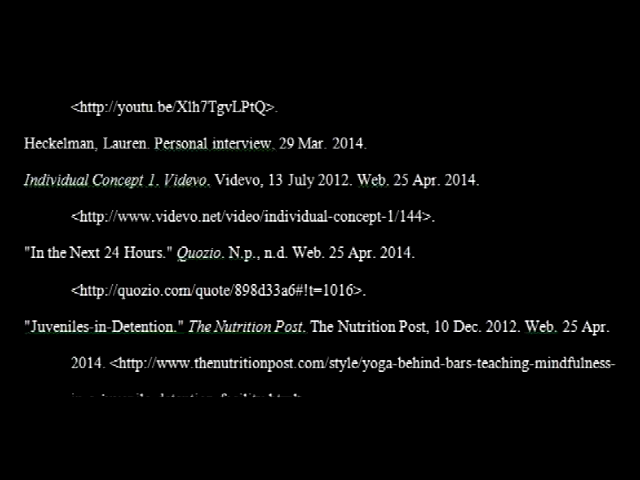 <http://youtu.be/Xlh7TgvLPtQ>.
Heckelman, Lauren. Personal interview. 29 Mar. 2014.
Individual Concept 1. Videvo. Videvo, 13 July 2012. Web. 25 Apr. 2014.
<http://www.videvo.net/video/individual-concept-1/144>.
"In the Next 24 Hours." Quozio. N.p., n.d. Web. 25 Apr. 2014.
<http://quozio.com/quote/898d33a6#!t=1016>.
"Juveniles-in-Detention." The Nutrition Post. The Nutrition Post, 10 Dec. 2012. Web. 25 Apr.
2014. <http://www.thenutritionpost.com/style/yoga-behind-bars-teaching-mindfulness-